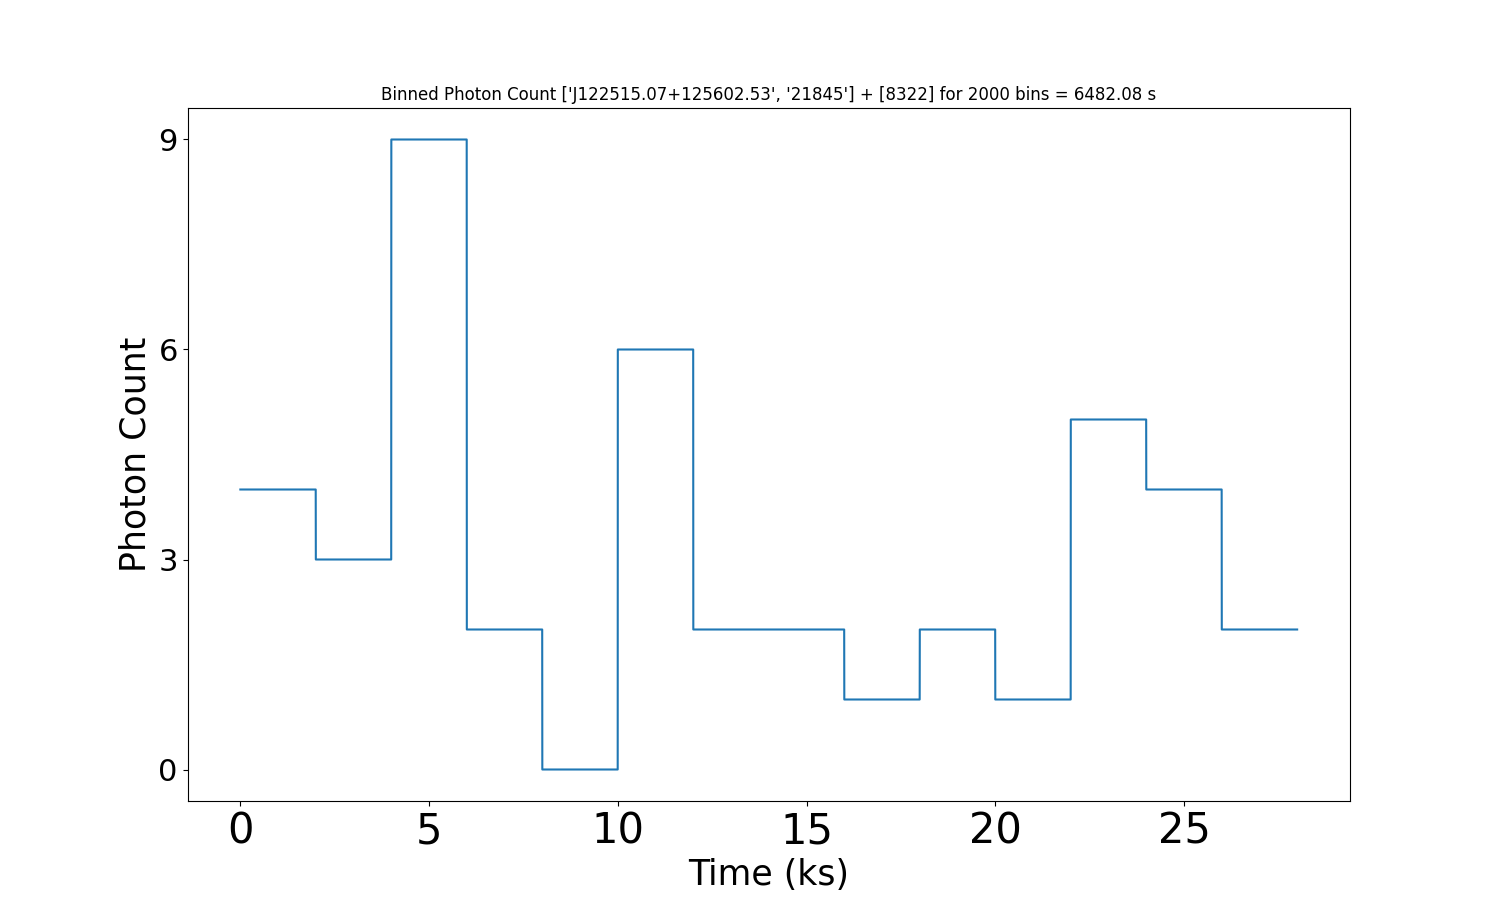 Binned Photon Count ['J122515.07+125602.53', '21845'] + [8322] for 2000 bins = 6482.08 s
9
6
3
0
Photon Count
0 5 10 15 20 25
Time (ks)